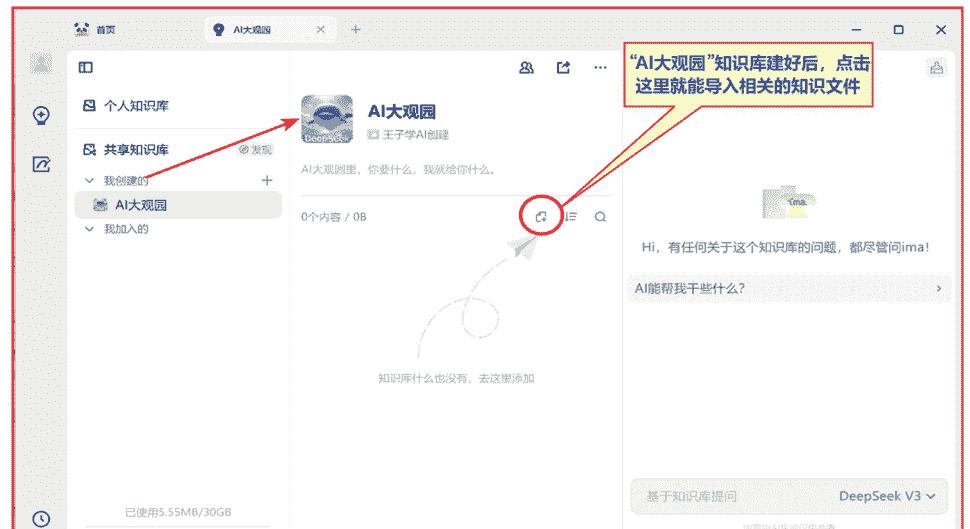 首页
AI大观园
“AI大观园”知识库建好后，点击
这里就能导入相关的知识文件
个人知识库
共享知识库
发现
我创建的
AI大观园
我加入的
已使用5.55MB/30GB
AI大观园
王子学AI创建
AI大观园里，你要什么，我就给你什么。
0个内容 / 0B
知识库什么也没有，去这里添加
ima.
Hi，有任何关于这个知识库的问题，都尽管问ima!
AI能帮我干些什么?
基于知识库提问
DeepSeek V3